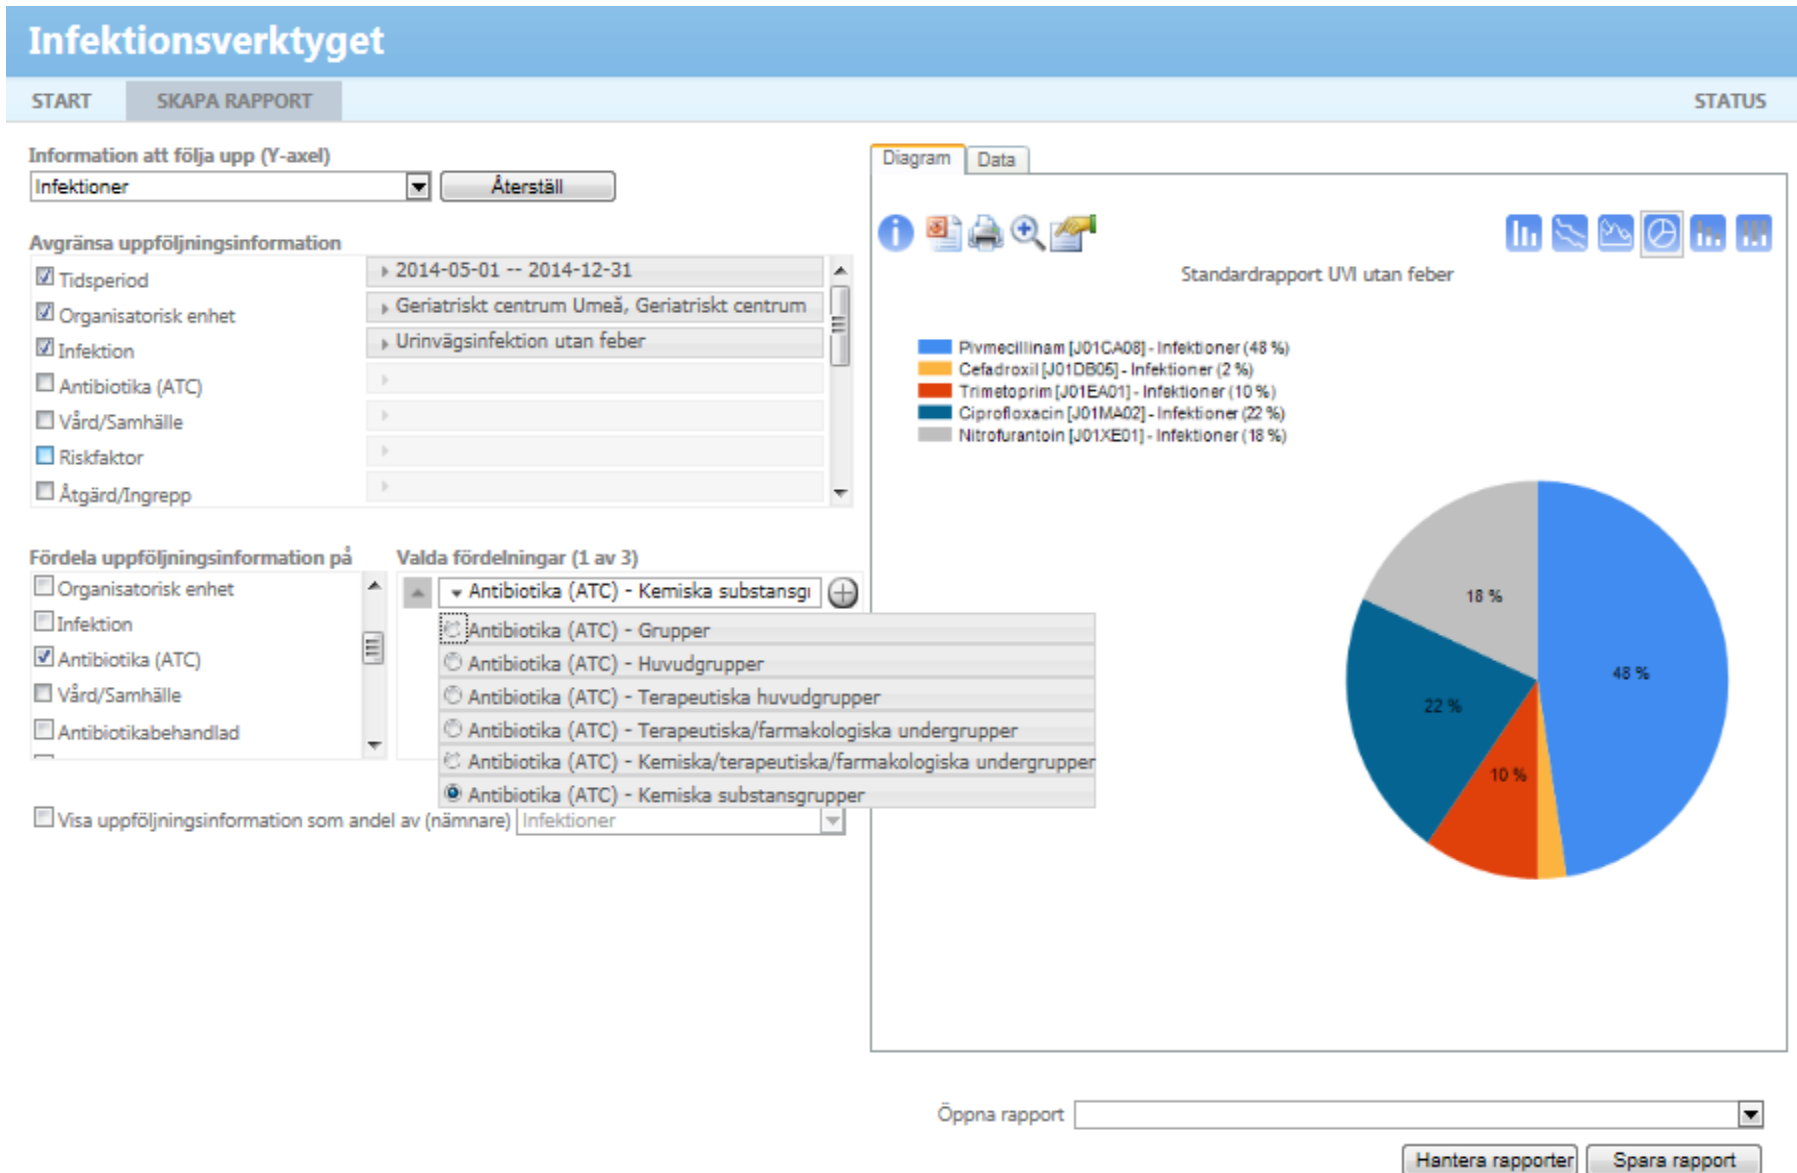 Infektionsverktyget
START
SKAPA RAPPORT
STATUS
Information att följa upp (Y-axel)
Infektioner
Återställ
Avgränsa uppföljningsinformation
Tidsperiod
2014-05-01 -- 2014-12-31
Organisatorisk enhet
Geriatriskt centrum Umeå, Geriatriskt centrum
Infektion
Urinvägsinfektion utan feber
Antibiotika (ATC)
Vård/Samhälle
Riskfaktor
Åtgärd/Ingrepp
Fördela uppföljningsinformation på
Organisatorisk enhet
Infektion
Antibiotika (ATC)
Vård/Samhälle
Antibiotikabehandlad
Valda fördelningar (1 av 3)
Antibiotika (ATC) - Kemiska substansgr
Antibiotika (ATC) - Grupper
Antibiotika (ATC) - Huvudgrupper
Antibiotika (ATC) - Terapeutiska huvudgrupper
Antibiotika (ATC) - Terapeutiska/farmakologiska undergrupper
Antibiotika (ATC) - Kemiska/terapeutiska/farmakologiska undergrupper
Antibiotika (ATC) - Kemiska substansgrupper
Visa uppföljningsinformation som andel av (nämnare)
Infektioner
Diagram
Data
Standardrapport UVI utan feber
Pivmecillinam [J01CA08] - Infektioner (48 %)
Cefadroxil [J01DB05] - Infektioner (2 %)
Trimetoprim [J01EA01] - Infektioner (10 %)
Ciprofloxacin [J01MA02] - Infektioner (22 %)
Nitrofurantoin [J01XE01] - Infektioner (18 %)
18 %
48 %
22 %
10 %
Öppna rapport
Hantera rapporter
Spara rapport